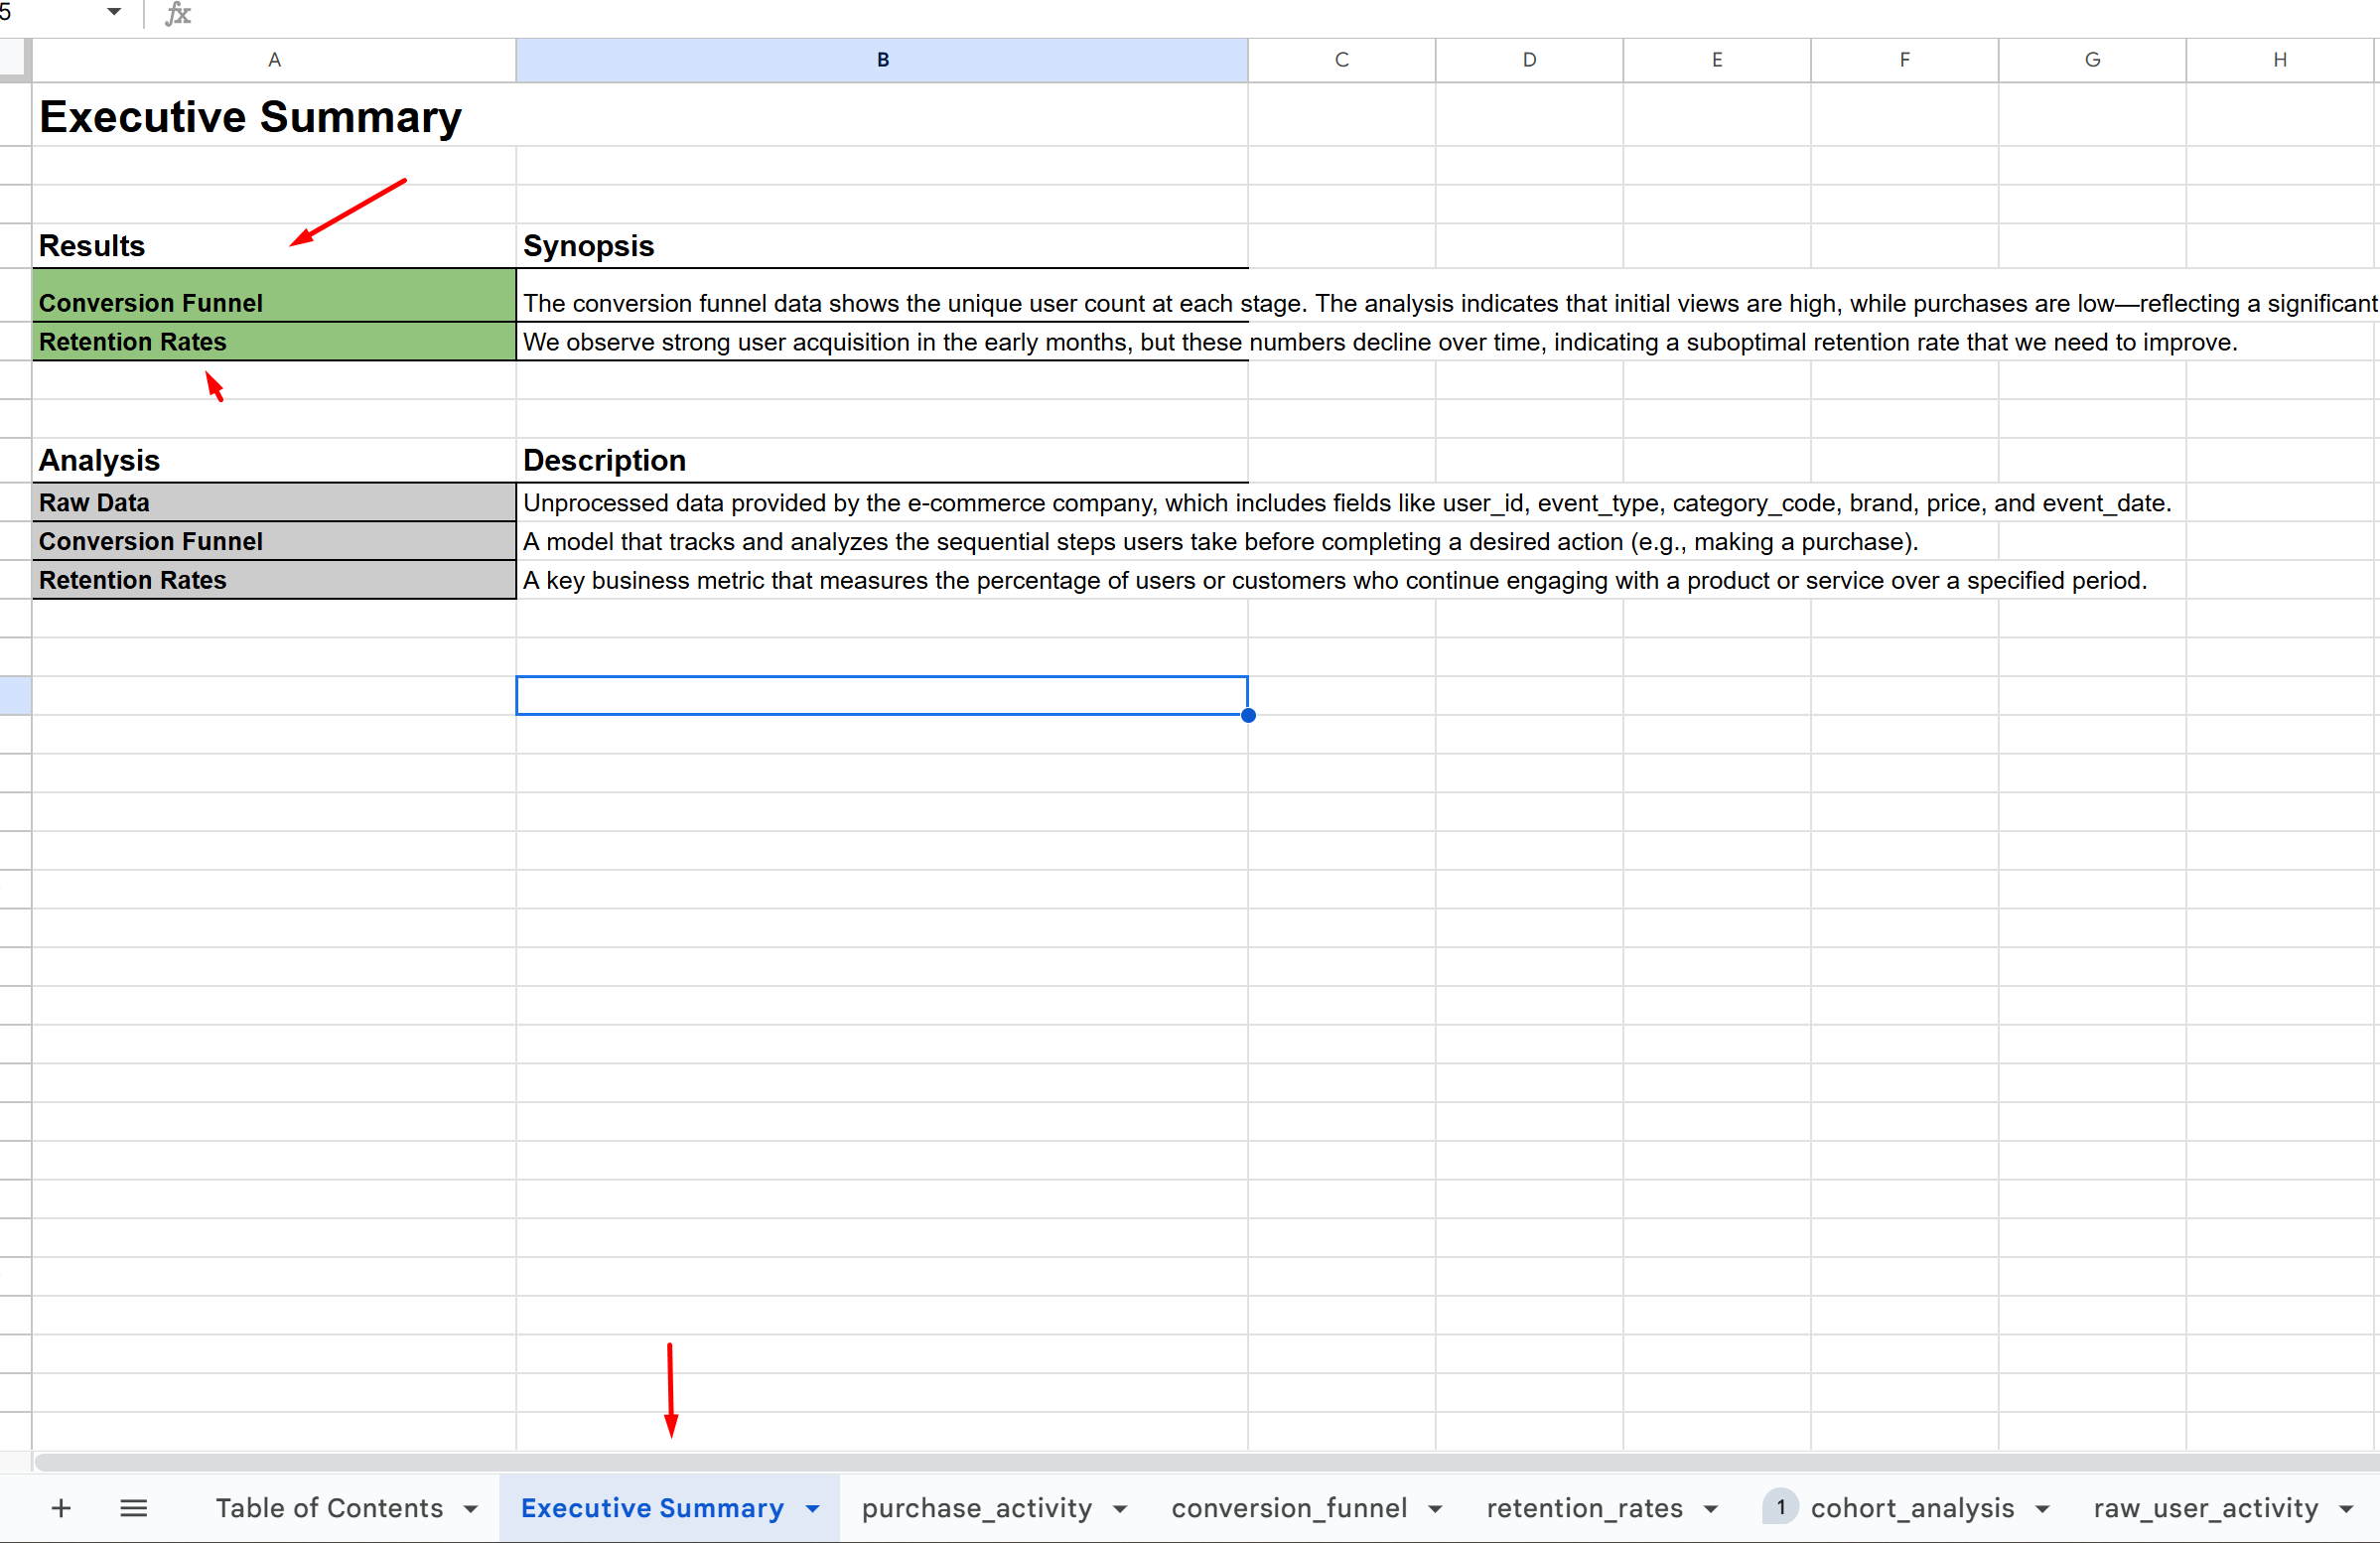 5 fx
A B C D E F G H
Executive Summary
Results Synopsis
Conversion Funnel The conversion funnel data shows the unique user count at each stage. The analysis indicates that initial views are high, while purchases are low—reflecting a significant
Retention Rates We observe strong user acquisition in the early months, but these numbers decline over time, indicating a suboptimal retention rate that we need to improve.
Analysis Description
Raw Data Unprocessed data provided by the e-commerce company, which includes fields like user_id, event_type, category_code, brand, price, and event_date.
Conversion Funnel A model that tracks and analyzes the sequential steps users take before completing a desired action (e.g., making a purchase).
Retention Rates A key business metric that measures the percentage of users or customers who continue engaging with a product or service over a specified period.
Table of Contents Executive Summary purchase_activity conversion_funnel retention_rates 1 cohort_analysis raw_user_activity